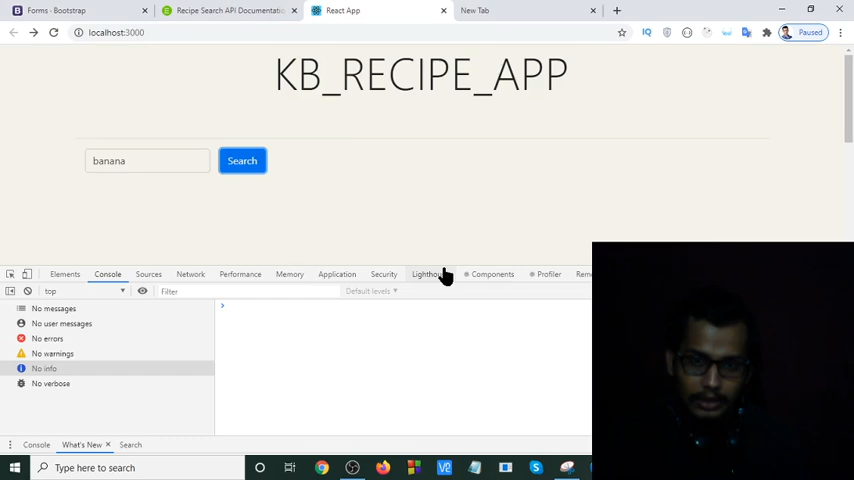 Forms - Bootstrap
Recipe Search API Documentation
React App
New Tab
localhost:3000
IQ
Paused
KB_RECIPE_APP
banana
Search
Elements
Console
Sources
Network
Performance
Memory
Application
Security
Components
Profiler
top
Filter
Default levels
No messages
No user messages
No errors
No warnings
No info
No verbose
Console
What's New
Search
Type here to search